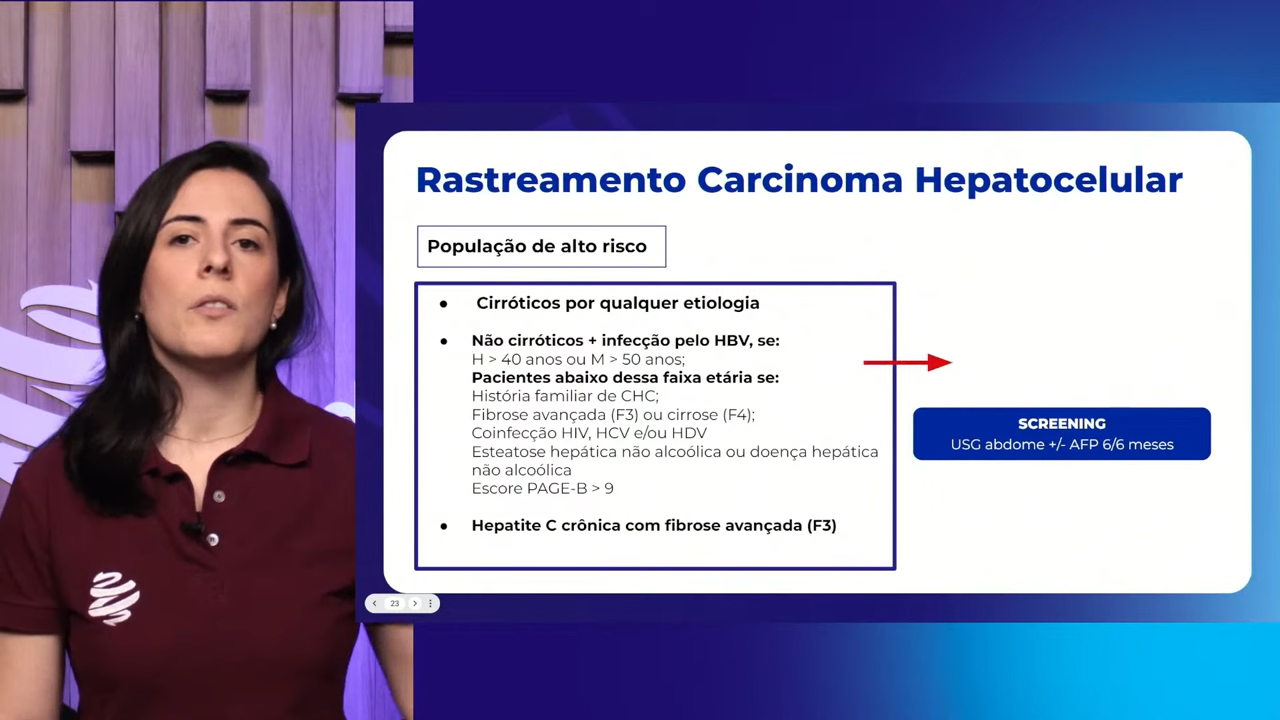 Rastreamento Carcinoma Hepatocelular
População de alto risco
● Cirróticos por qualquer etiologia
● Não cirróticos + infecção pelo HBV, se:
H > 40 anos ou M > 50 anos;
Pacientes abaixo dessa faixa etária se:
História familiar de CHC;
Fibrose avançada (F3) ou cirrose (F4);
Coinfecção HIV, HCV e/ou HDV
Esteatose hepática não alcoólica ou doença hepática
não alcoólica
Escore PAGE-B > 9
● Hepatite C crônica com fibrose avançada (F3)
SCREENING
USG abdome +/- AFP 6/6 meses
23